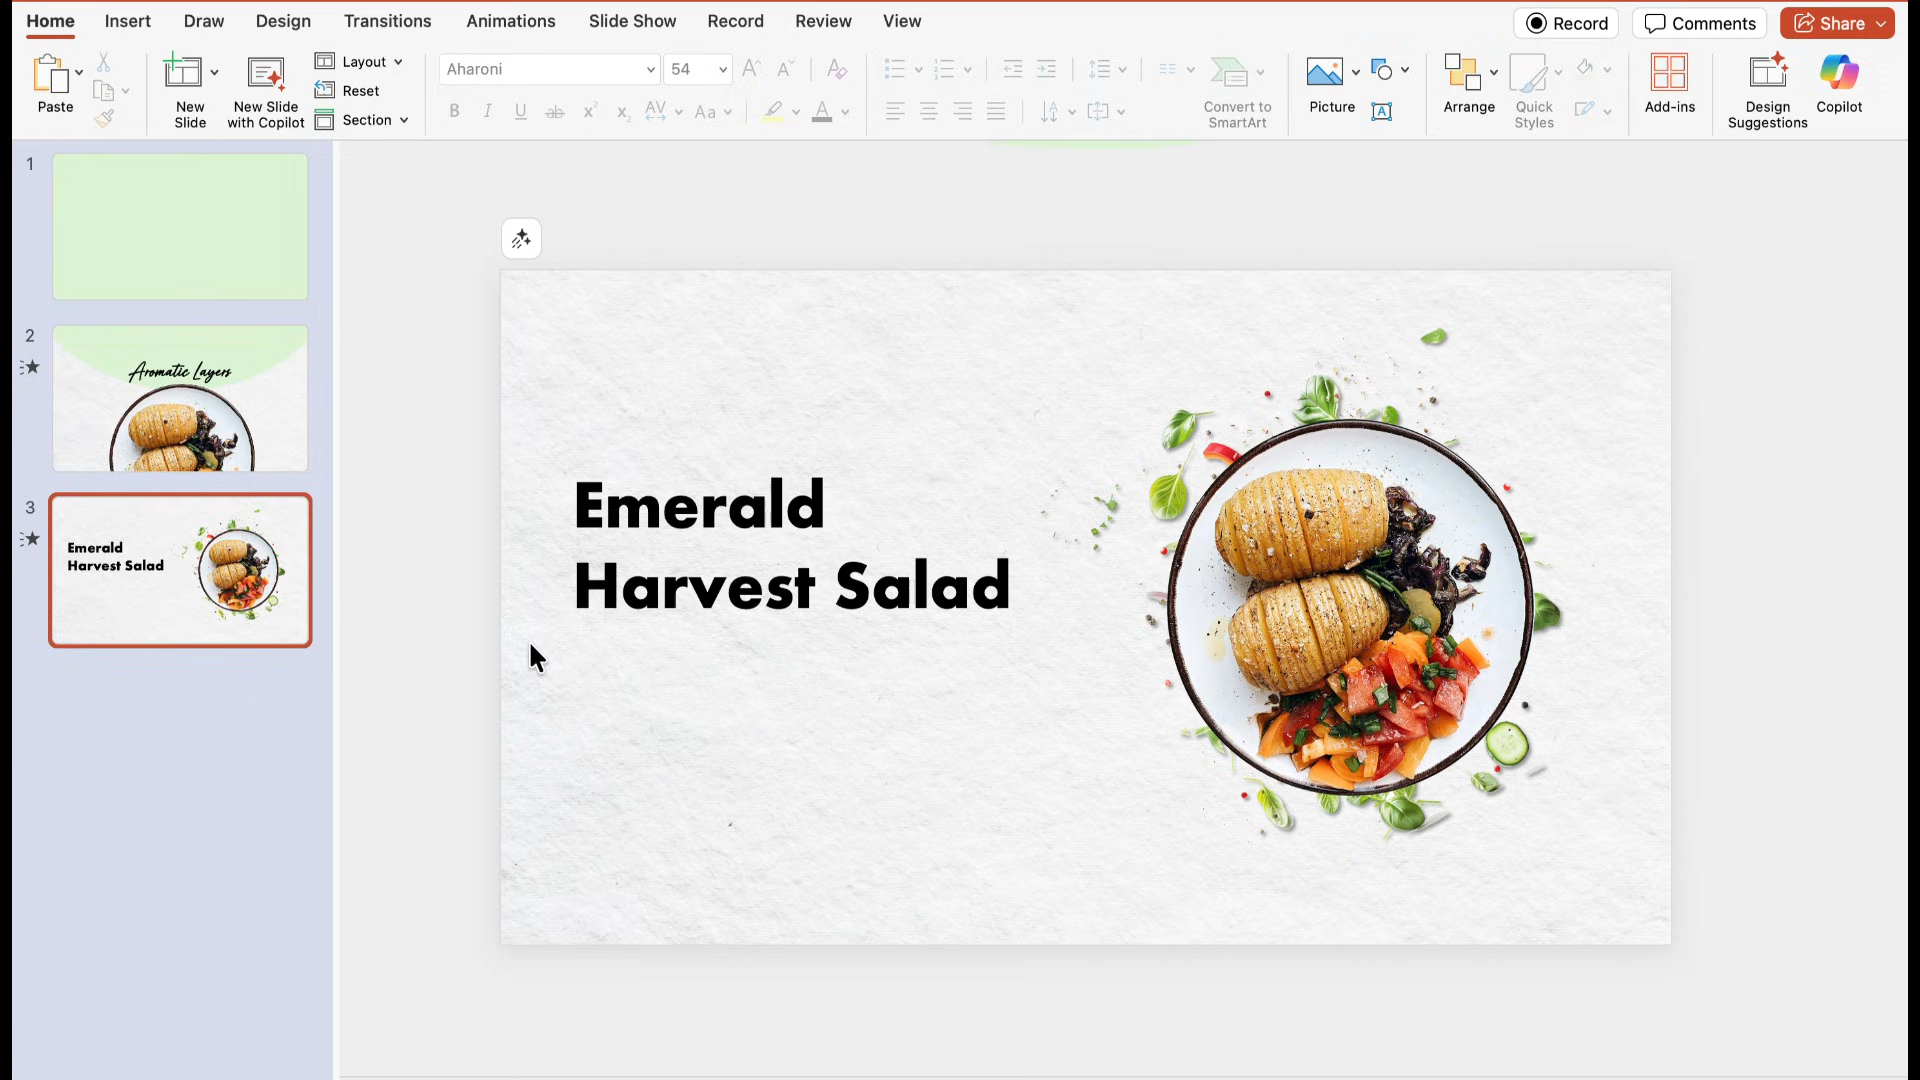 Home Insert Draw Design Transitions Animations Slide Show Record Review View Record Comments Share
Paste
New Slide
New Slide with Copilot
Layout
Reset
Section
Aharoni 54
Convert to SmartArt
Picture
Arrange
Quick Styles
Add-ins
Design Suggestions
Copilot
1
2
Aromatic Layers
3
Emerald
Harvest Salad
Emerald
Harvest Salad